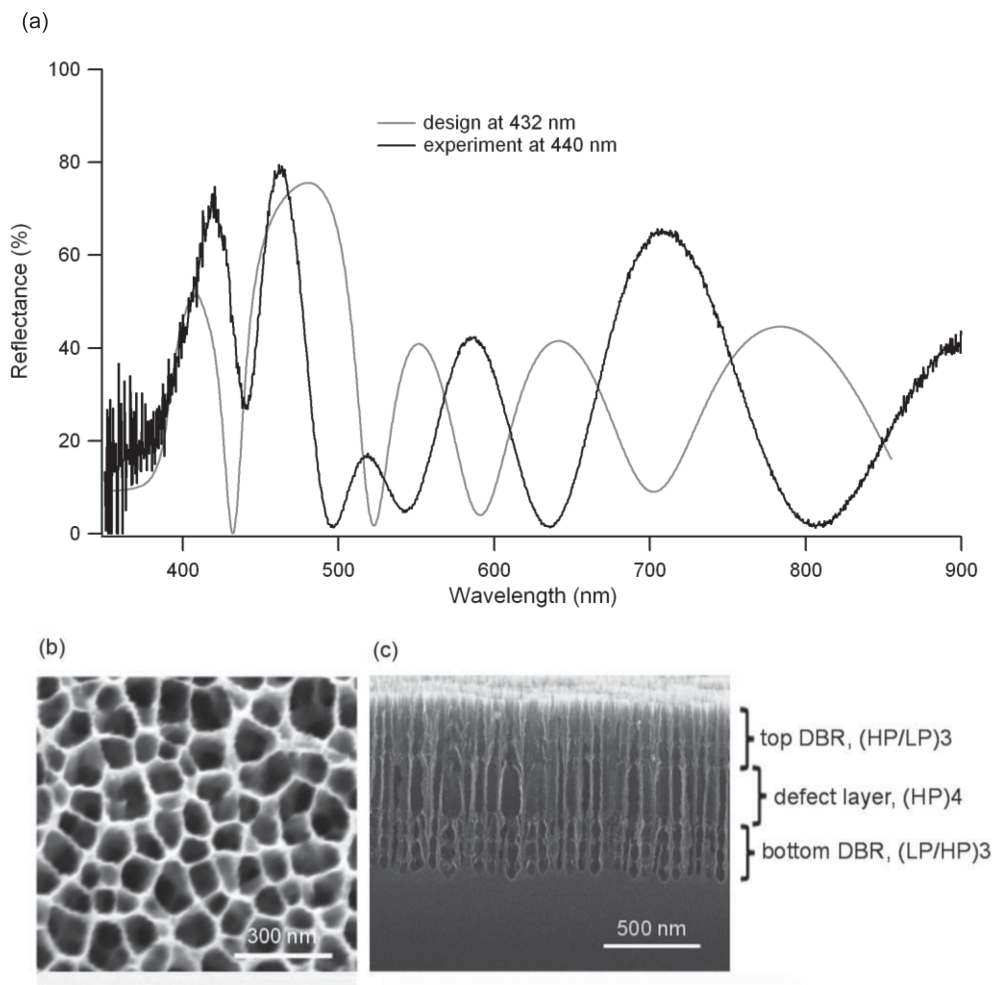 (a)
100
80
60
40
20
0
Reflectance (%)
design at 432 nm
experiment at 440 nm
400 500 600 700 800 900
Wavelength (nm)
(b)
(c)
300 nm
500 nm
top DBR, (HP/LP)3
defect layer, (HP)4
bottom DBR, (LP/HP)3